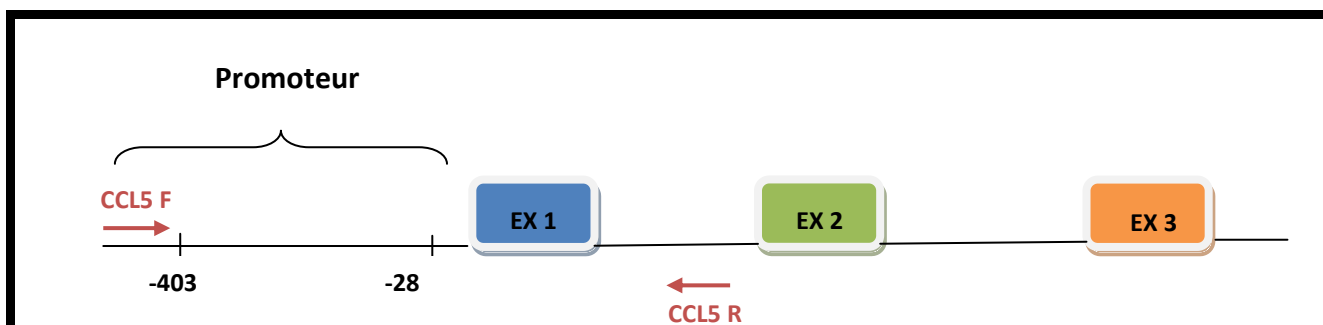 Promoteur
CCL5 F
EX 1
EX 2
EX 3
-403
-28
CCL5 R